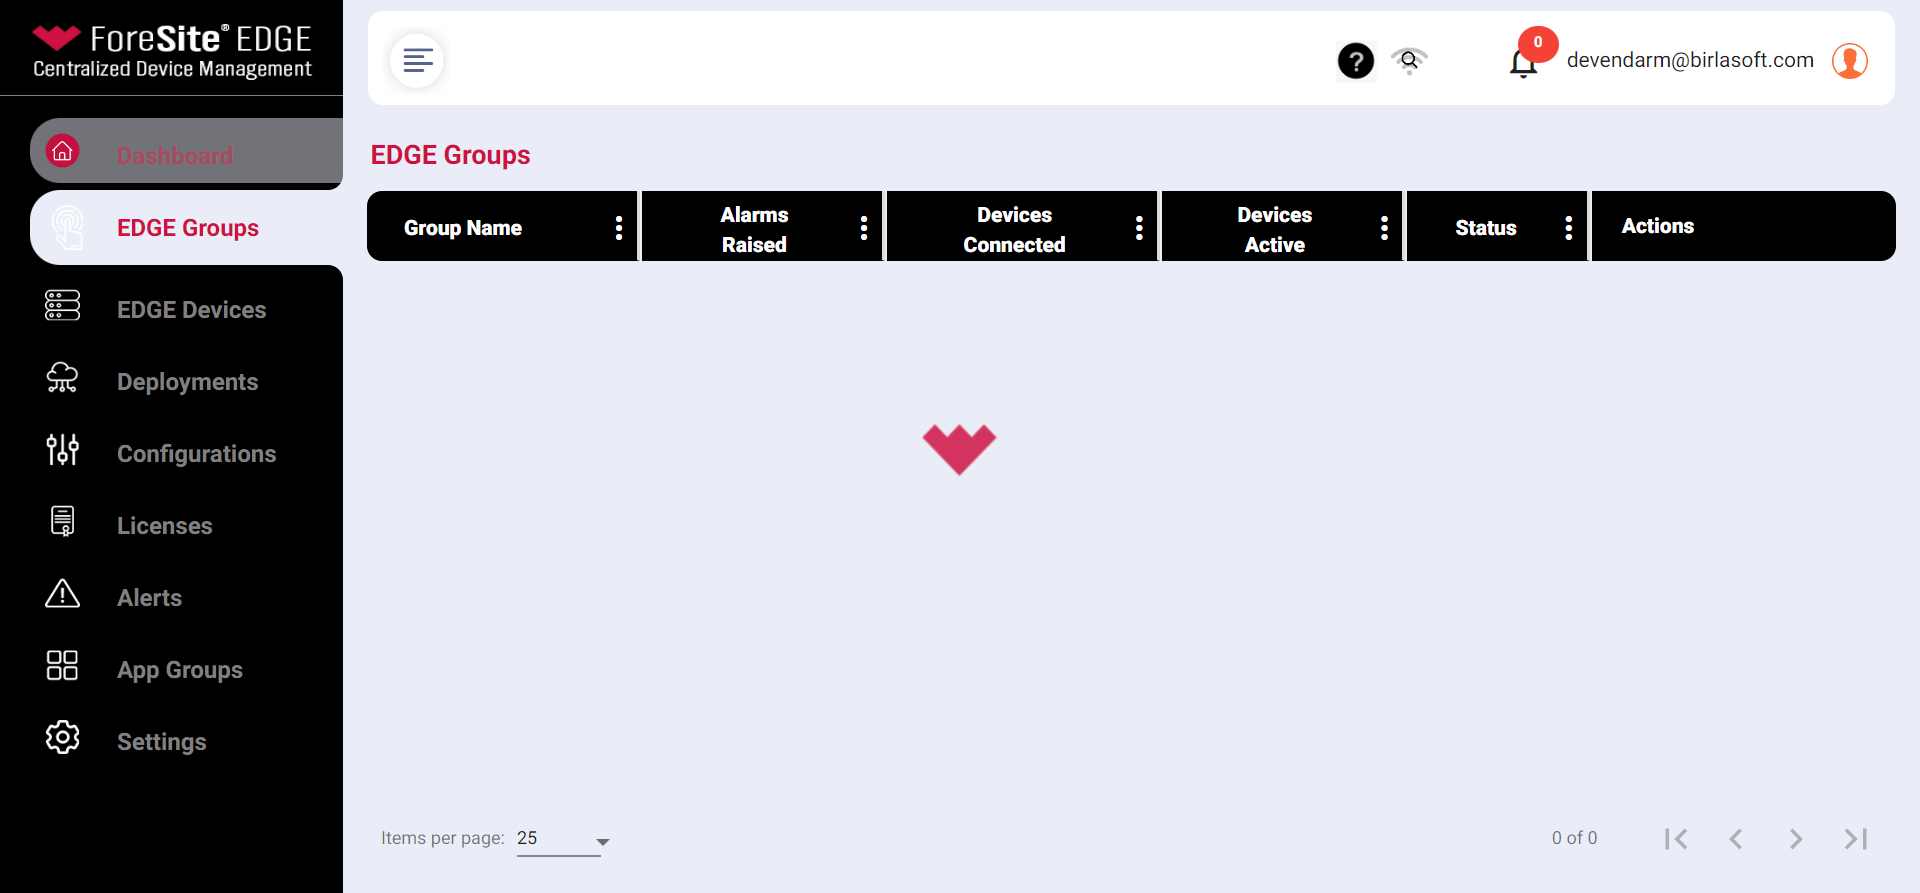 ForeSite® EDGE
Centralized Device Management
Dashboard
EDGE Groups
EDGE Devices
Deployments
Configurations
Licenses
Alerts
App Groups
Settings
?
0
devendarm@birlasoft.com
EDGE Groups
Group Name
Alarms
Raised
Devices
Connected
Devices
Active
Status
Actions
Items per page: 25
0 of 0